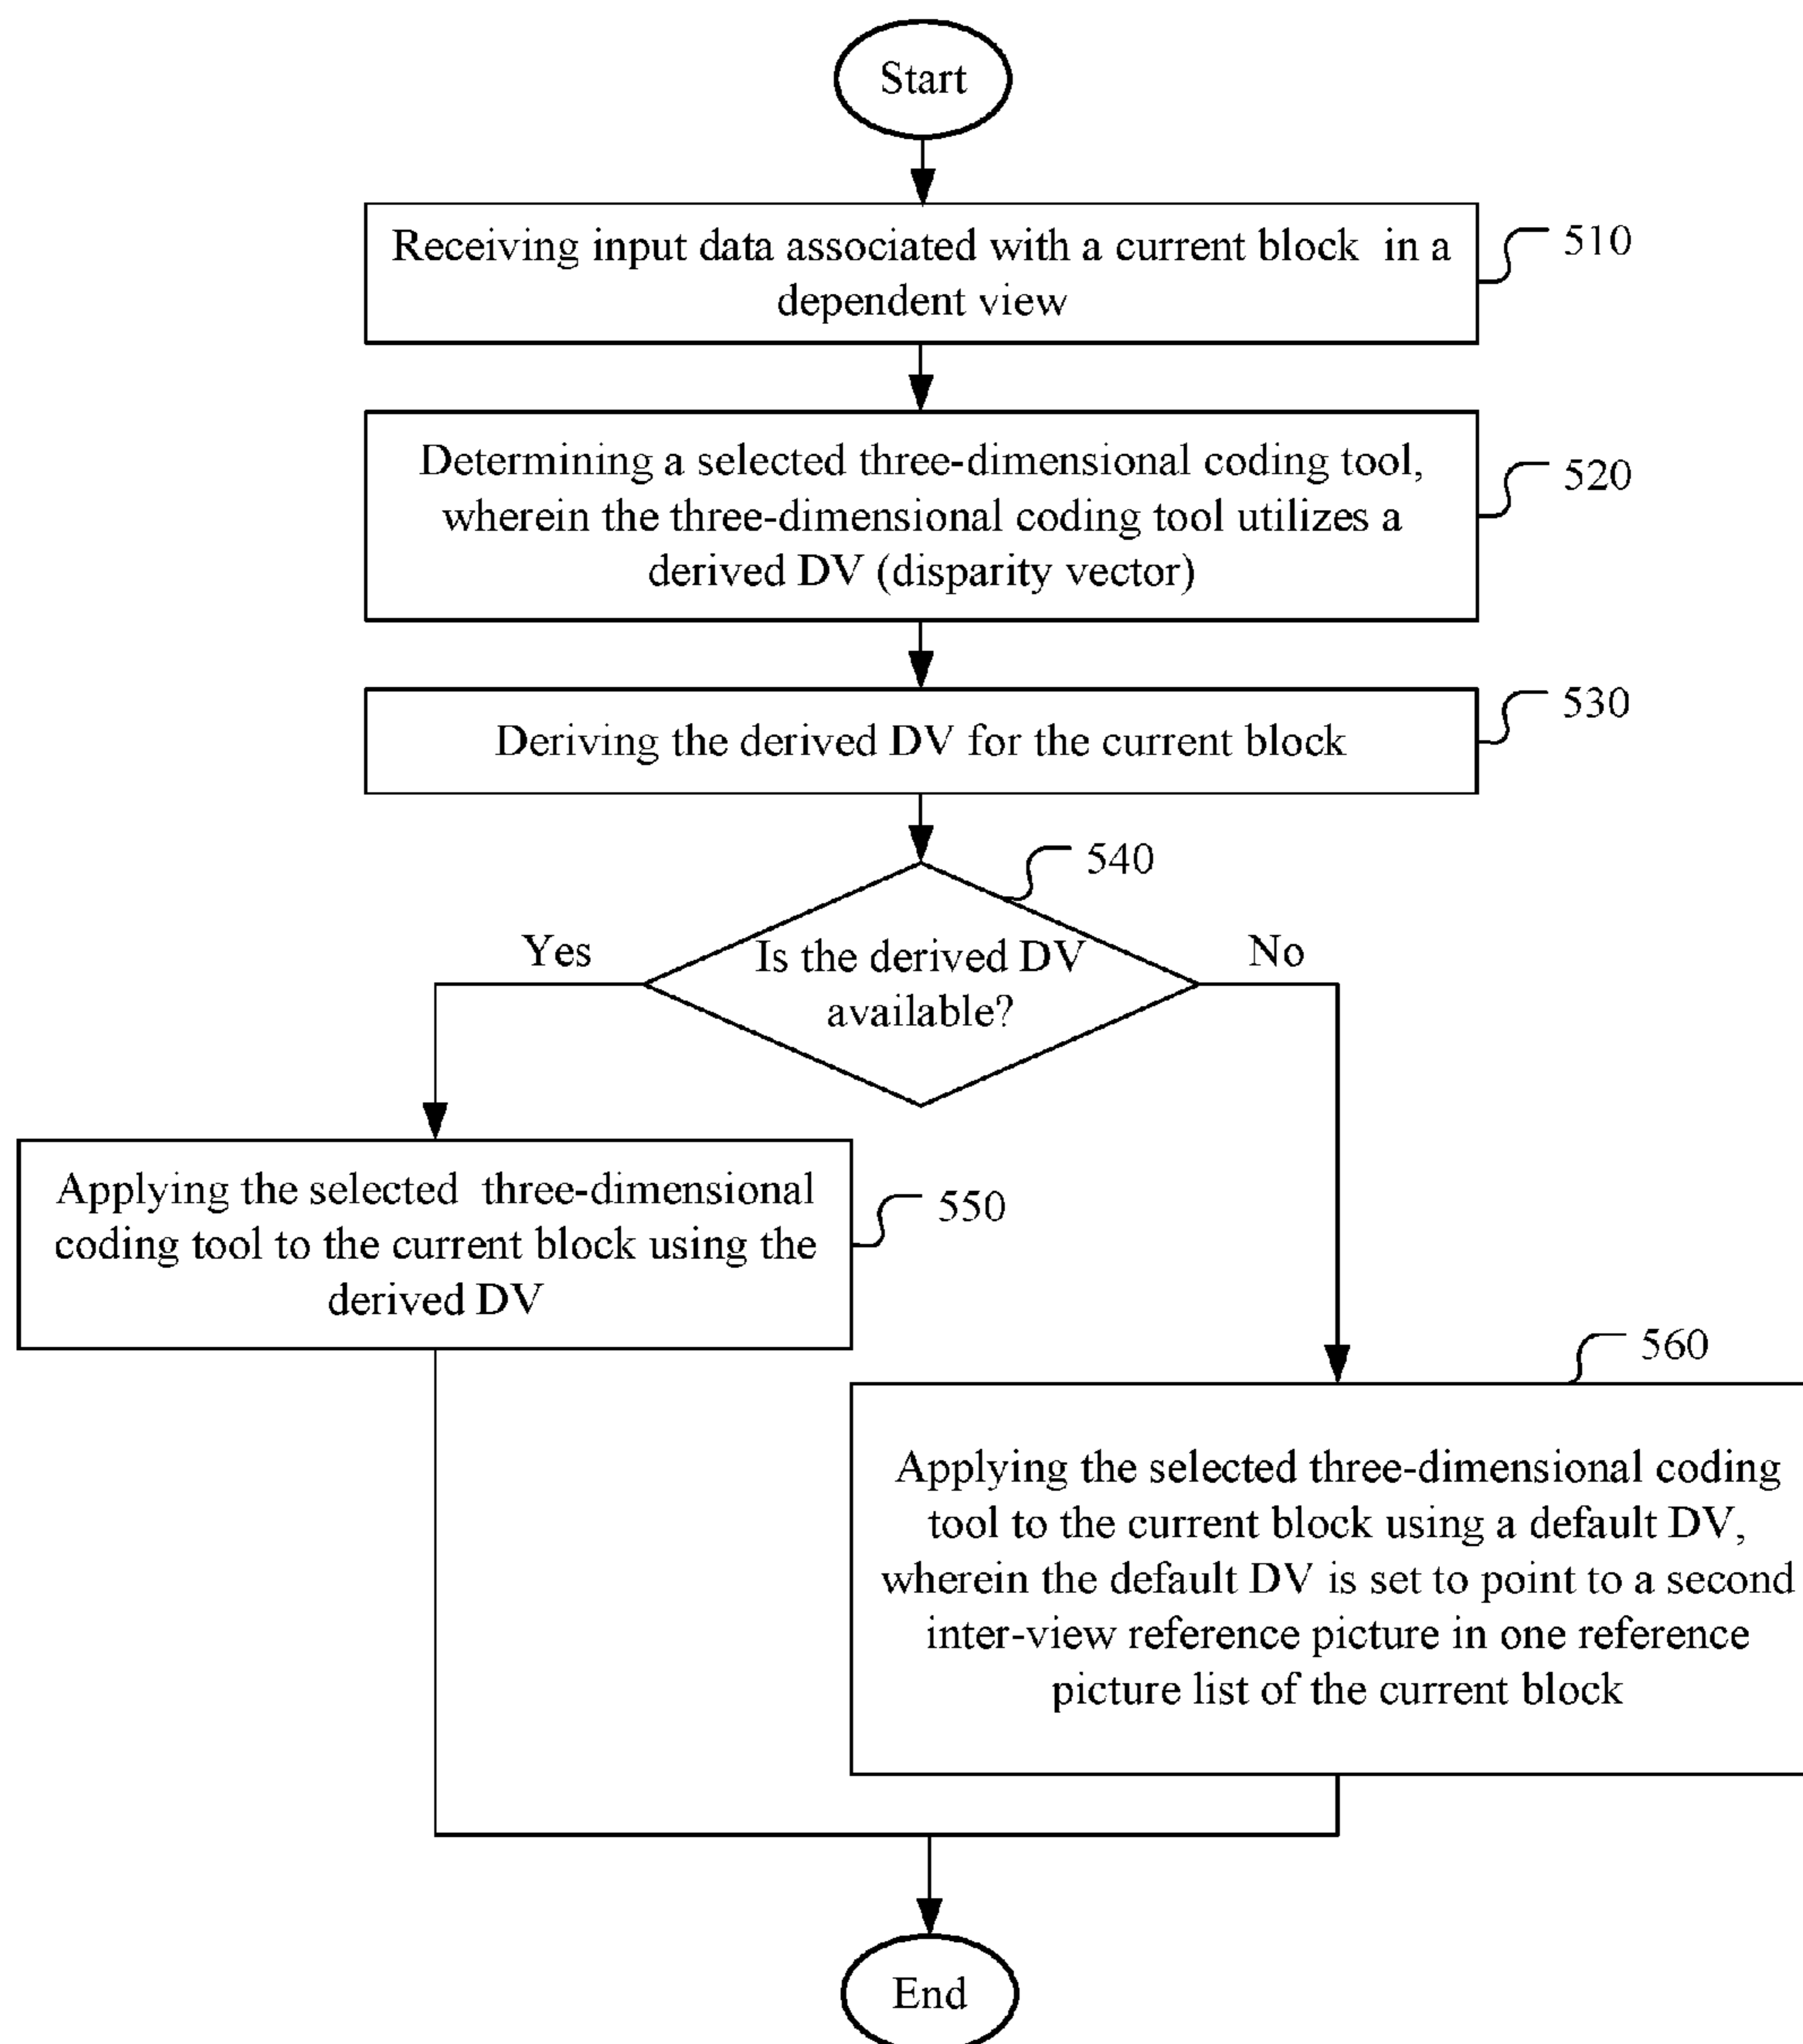 Start
Receiving input data associated with a current block in a
dependent view
510
Determining a selected three-dimensional coding tool,
wherein the three-dimensional coding tool utilizes a
derived DV (disparity vector)
520
Deriving the derived DV for the current block
530
540
Yes
Is the derived DV
available?
No
Applying the selected three-dimensional
coding tool to the current block using the
derived DV
550
560
Applying the selected three-dimensional coding
tool to the current block using a default DV,
wherein the default DV is set to point to a second
inter-view reference picture in one reference
picture list of the current block
End